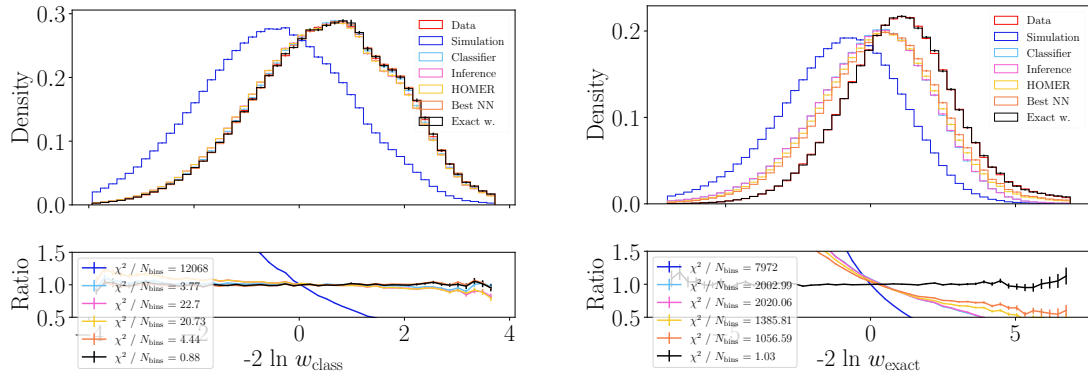 Density
0.3
0.2
0.1
0.0
Data
Simulation
Classifier
Inference
HOMER
Best NN
Exact w.
Ratio
1.5
1.0
0.5
χ² / N_bins = 12068
χ² / N_bins = 3.77
χ² / N_bins = 22.7
χ² / N_bins = 20.73
χ² / N_bins = 4.44
χ² / N_bins = 0.88
−4 −2 0 2 4
-2 ln w_class
Density
0.2
0.1
0.0
Data
Simulation
Classifier
Inference
HOMER
Best NN
Exact w.
Ratio
1.5
1.0
0.5
χ² / N_bins = 7972
χ² / N_bins = 2002.99
χ² / N_bins = 2020.06
χ² / N_bins = 1385.81
χ² / N_bins = 1056.59
χ² / N_bins = 1.03
−5 0 5
-2 ln w_exact